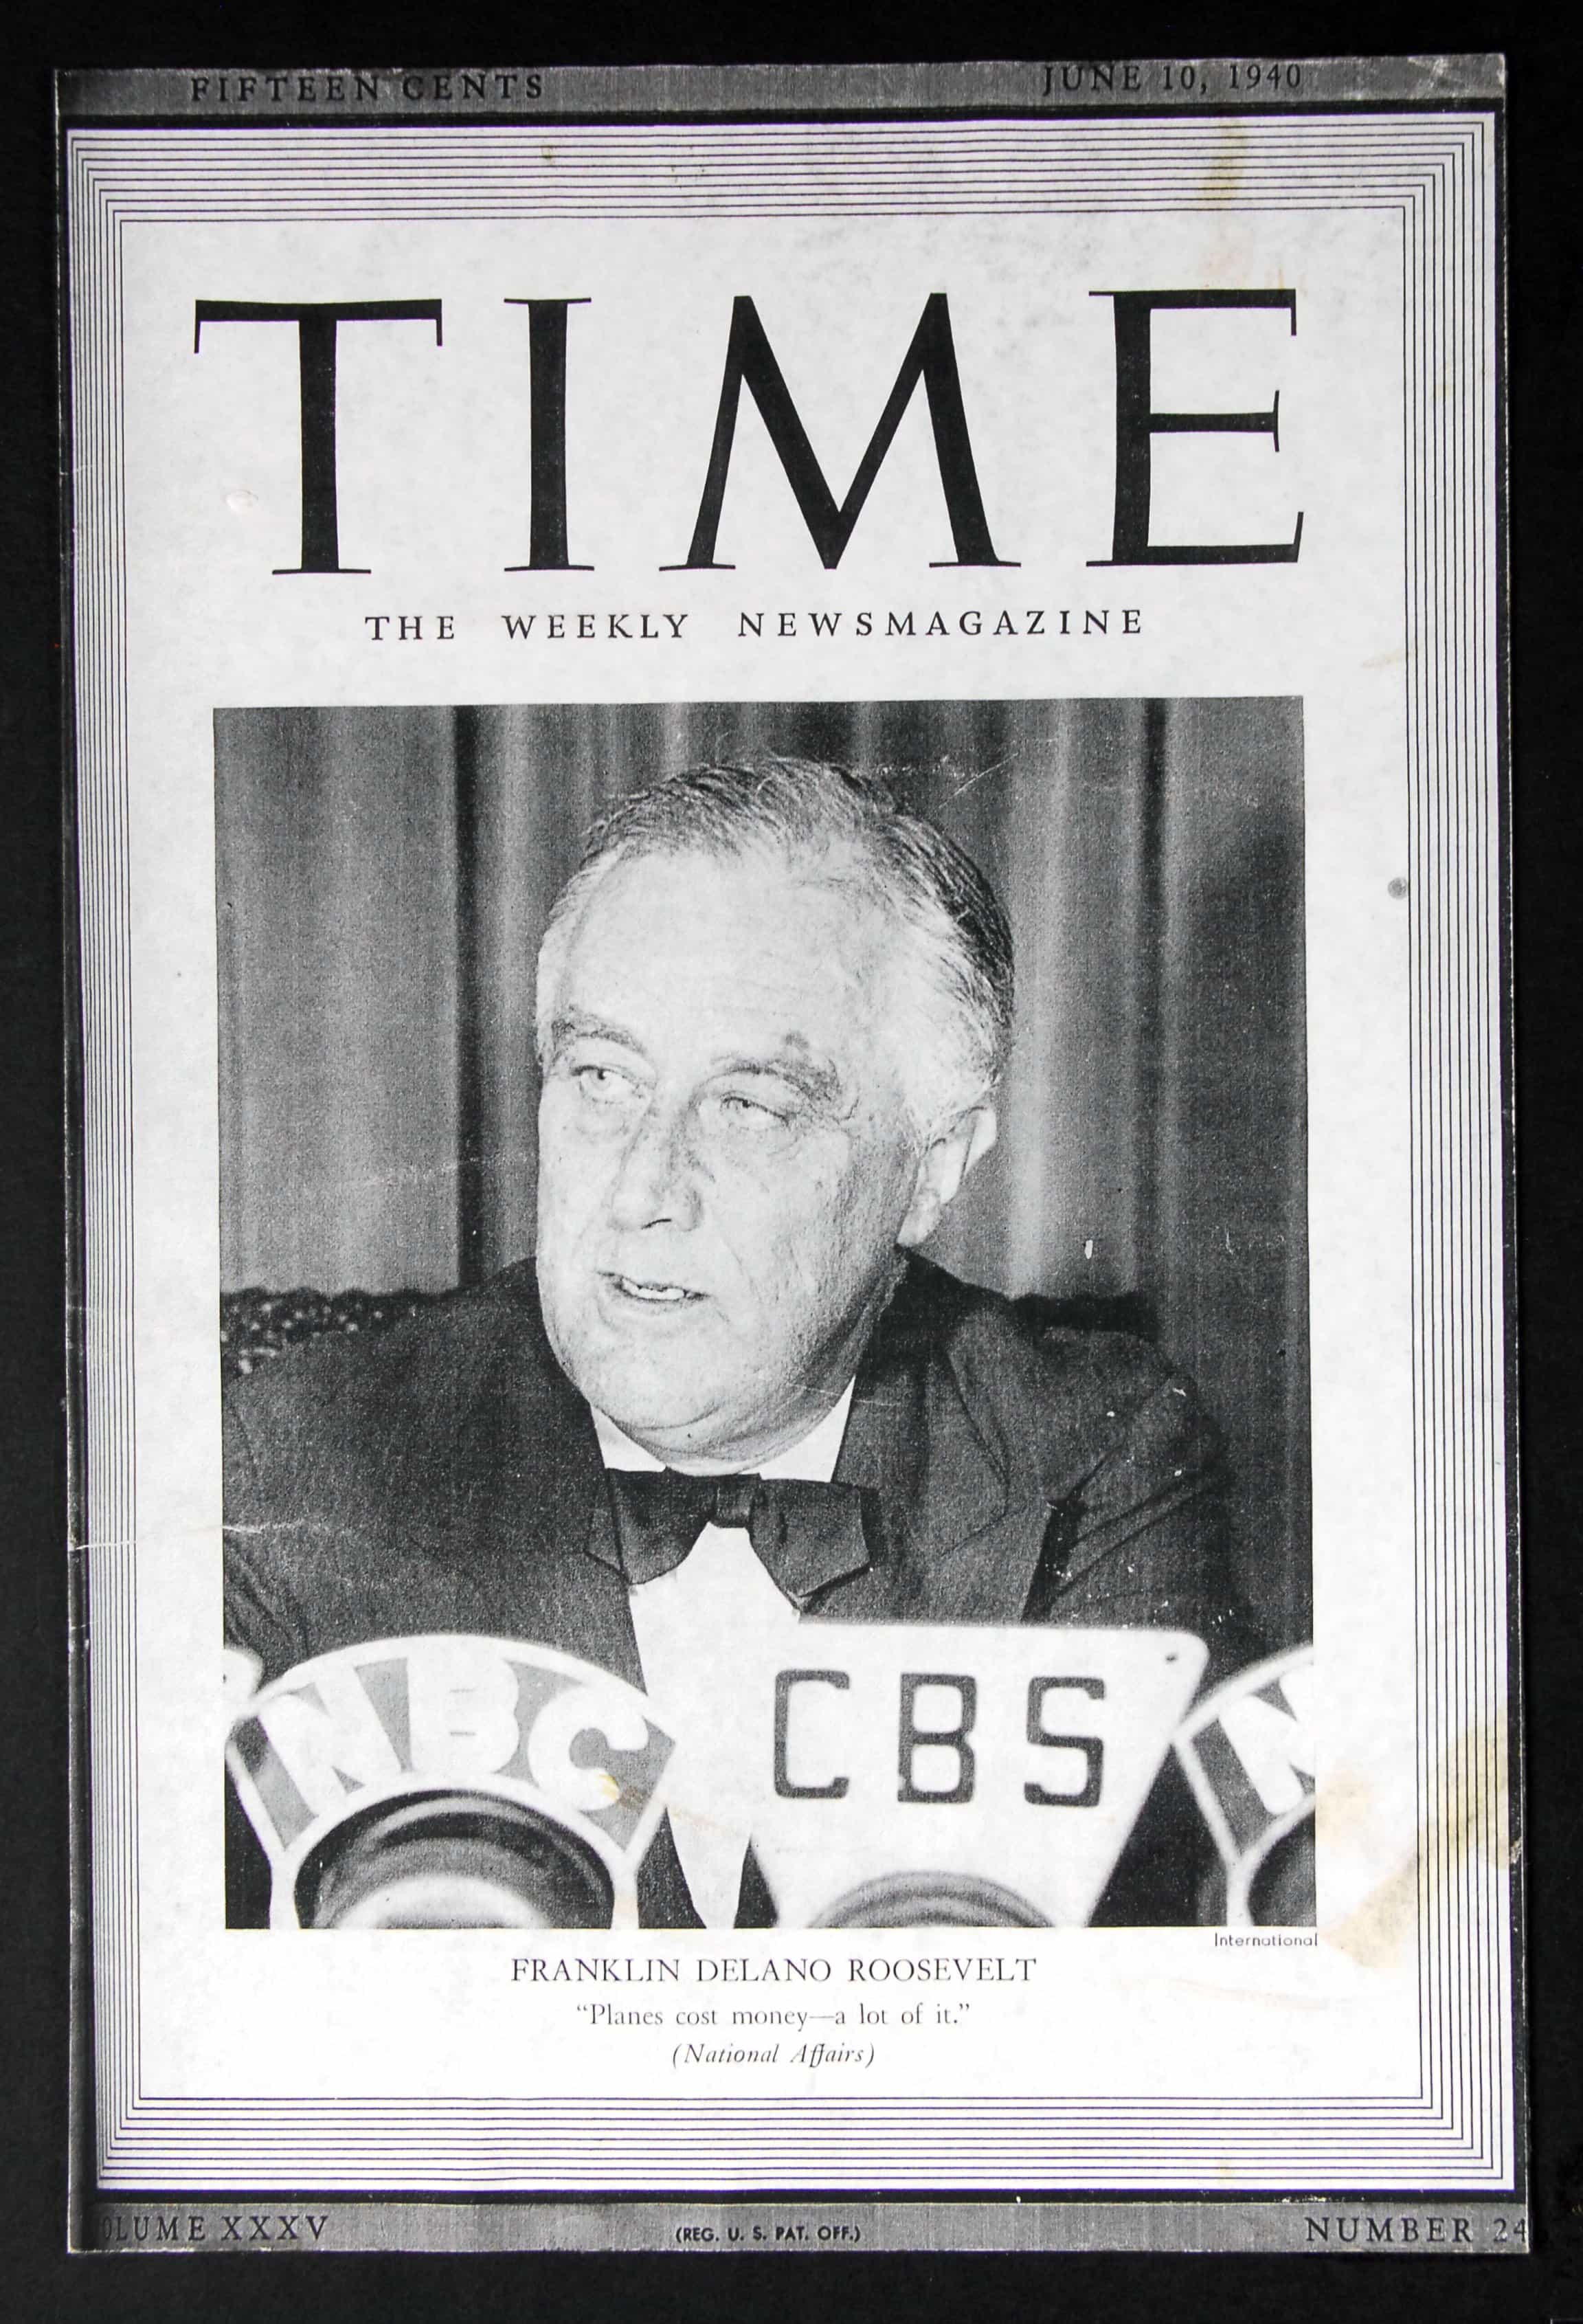 FIFTEEN CENTS JUNE 10, 1940
TIME
THE WEEKLY NEWSMAGAZINE
NBC CBS N
International
FRANKLIN DELANO ROOSEVELT
“Planes cost money—a lot of it.”
(National Affairs)
OLUME XXXV (REG. U. S. PAT. OFF.) NUMBER 24